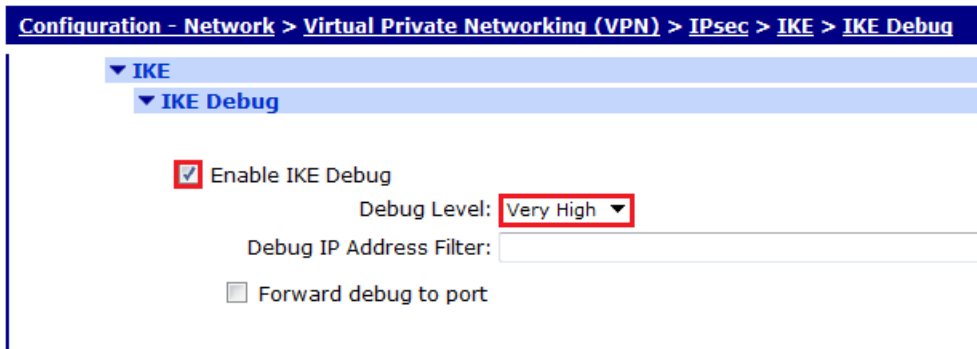 Configuration - Network > Virtual Private Networking (VPN) > IPsec > IKE > IKE Debug
IKE
IKE Debug
Enable IKE Debug
Debug Level: Very High
Debug IP Address Filter:
Forward debug to port